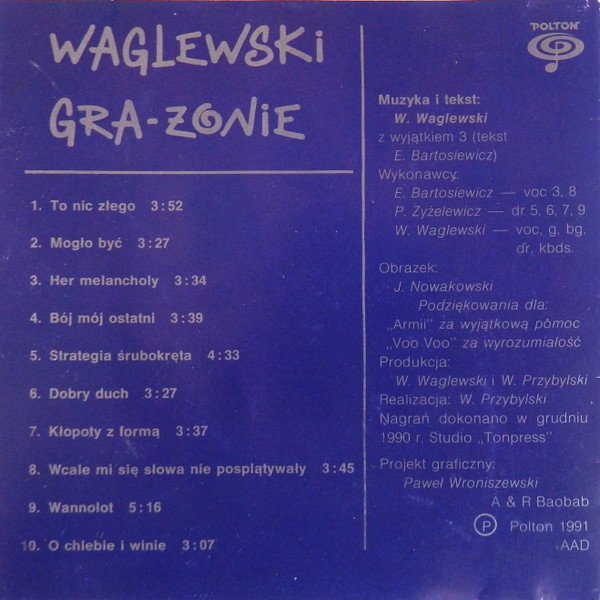 WAGLEWSKi
GRA-ŻONiE
1. To nic złego 3:52
2. Mogło być 3:27
3. Her melancholy 3:34
4. Bój mój ostatni 3:39
5. Strategia śrubokręta 4:33
6. Dobry duch 3:27
7. Kłopoty z formą 3:37
8. Wcale mi się słowa nie posplątywały 3:45
9. Wannolot 5:16
10. O chlebie i winie 3:07
POLTON
Muzyka i tekst:
W. Waglewski
z wyjątkiem 3 (tekst
E. Bartosiewicz)
Wykonawcy:
E. Bartosiewicz — voc 3, 8
P. Żyżelewicz — dr 5, 6, 7, 9
W. Waglewski — voc, g, bg,
dr, kbds.
Obrazek:
J. Nowakowski
Podziękowania dla:
„Armii" za wyjątkową pomoc
„Voo Voo" za wyrozumiałość
Produkcja:
W. Waglewski i W. Przybylski
Realizacja: W. Przybylski
Nagrań dokonano w grudniu
1990 r. Studio „Tonpress"
Projekt graficzny:
Paweł Wroniszewski
A & R Baobab
Ⓟ Polton 1991
AAD